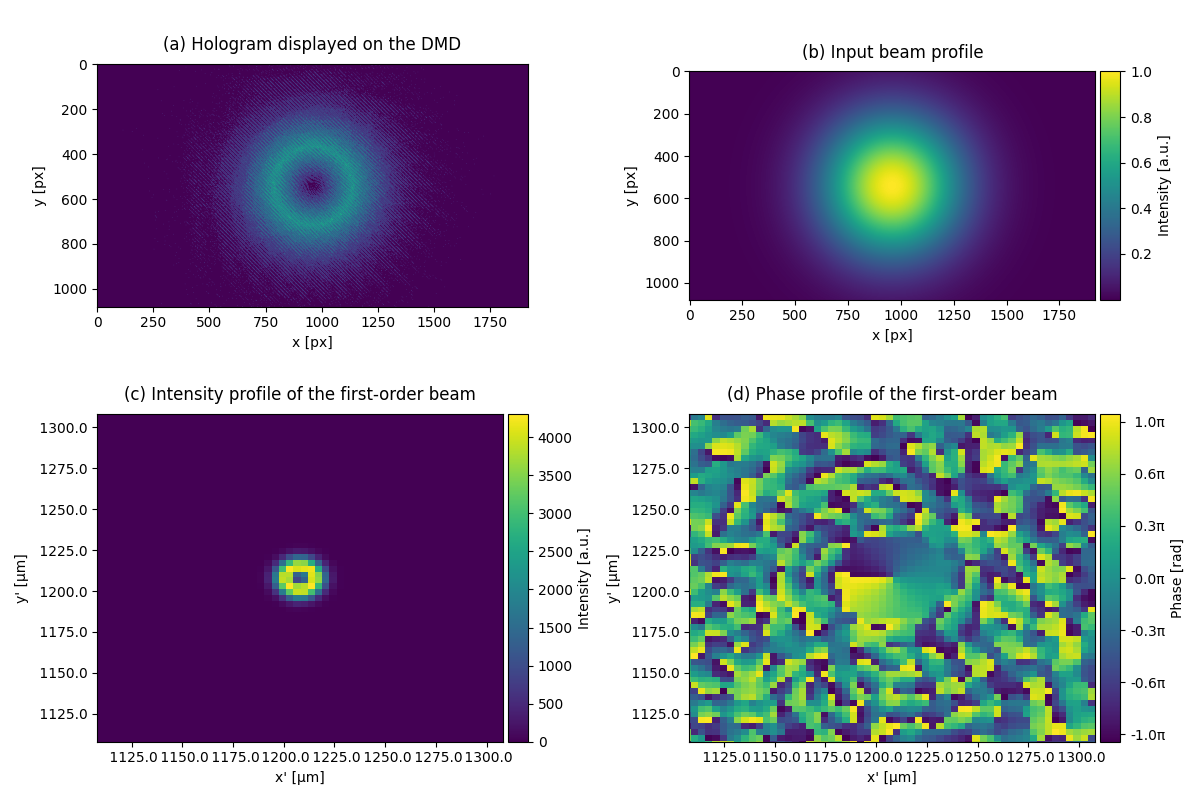 (a) Hologram displayed on the DMD
0
200
400
600
800
1000
y [px]
0 250 500 750 1000 1250 1500 1750
x [px]
(b) Input beam profile
0
200
400
600
800
1000
y [px]
0 250 500 750 1000 1250 1500 1750
x [px]
1.0
0.8
0.6
0.4
0.2
Intensity [a.u.]
(c) Intensity profile of the first-order beam
1300.0
1275.0
1250.0
1225.0
1200.0
1175.0
1150.0
1125.0
y' [µm]
1125.0 1150.0 1175.0 1200.0 1225.0 1250.0 1275.0 1300.0
x' [µm]
4000
3500
3000
2500
2000
1500
1000
500
0
Intensity [a.u.]
(d) Phase profile of the first-order beam
1300.0
1275.0
1250.0
1225.0
1200.0
1175.0
1150.0
1125.0
y' [µm]
1125.0 1150.0 1175.0 1200.0 1225.0 1250.0 1275.0 1300.0
x' [µm]
1.0π
0.6π
0.3π
0.0π
-0.3π
-0.6π
-1.0π
Phase [rad]